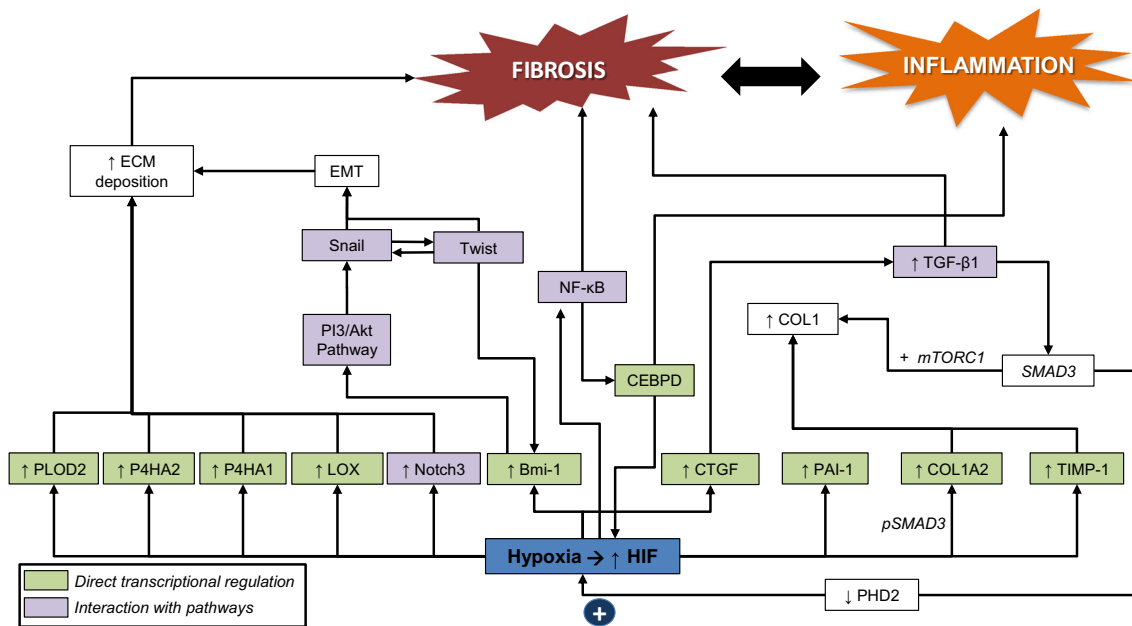 FIBROSIS
INFLAMMATION
↑ ECM
deposition
EMT
Snail
Twist
↑ TGF-β1
NF-κB
PI3/Akt
Pathway
↑ COL1
+ mTORC1
SMAD3
CEBPD
↑ PLOD2
↑ P4HA2
↑ P4HA1
↑ LOX
↑ Notch3
↑ Bmi-1
↑ CTGF
↑ PAI-1
↑ COL1A2
↑ TIMP-1
pSMAD3
Hypoxia → ↑ HIF
Direct transcriptional regulation
Interaction with pathways
↓ PHD2
+